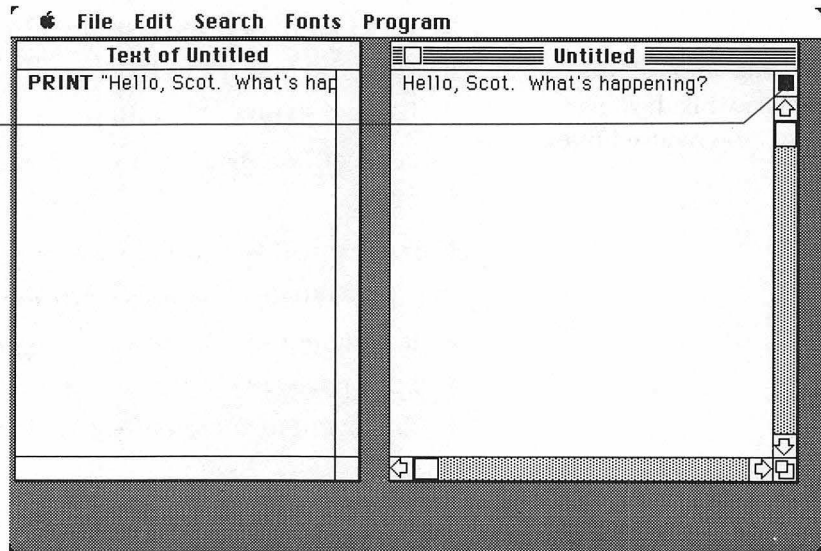 File Edit Search Fonts Program
Text of Untitled
PRINT "Hello, Scot. What's hap
Untitled
Hello, Scot. What's happening?